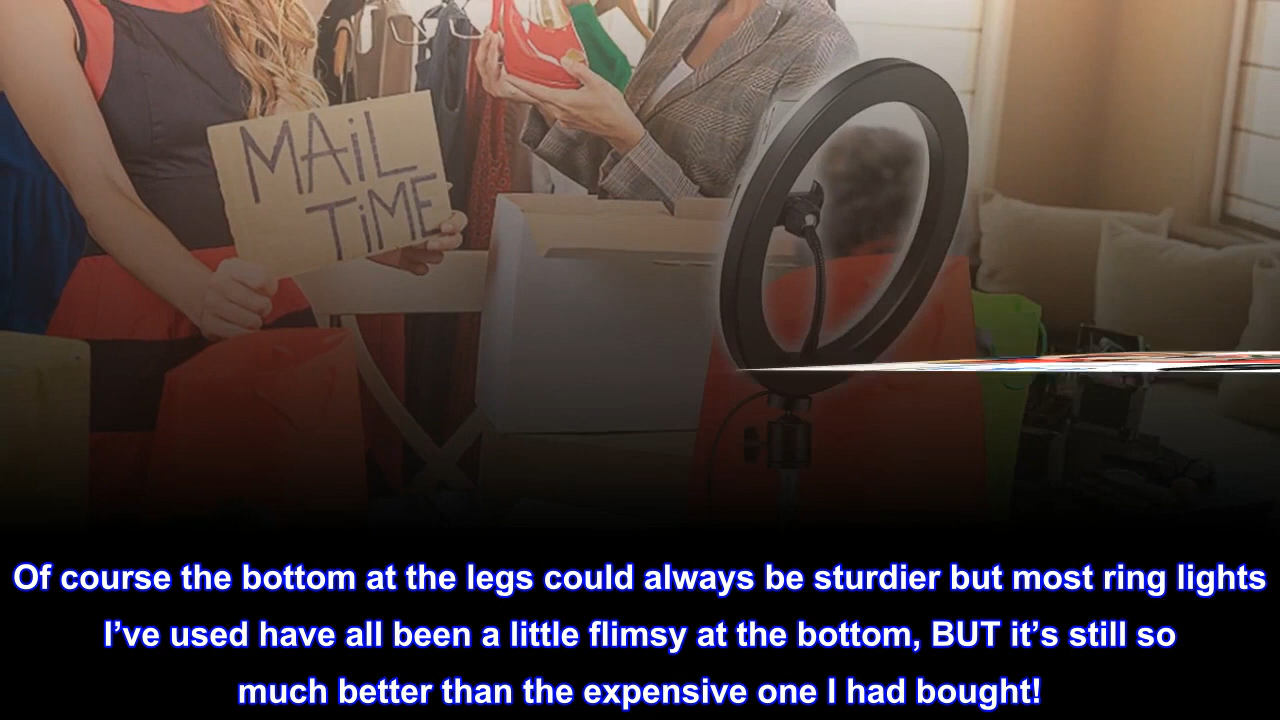 MAiL
TiME
Of course the bottom at the legs could always be sturdier but most ring lights
I’ve used have all been a little flimsy at the bottom, BUT it’s still so
much better than the expensive one I had bought!